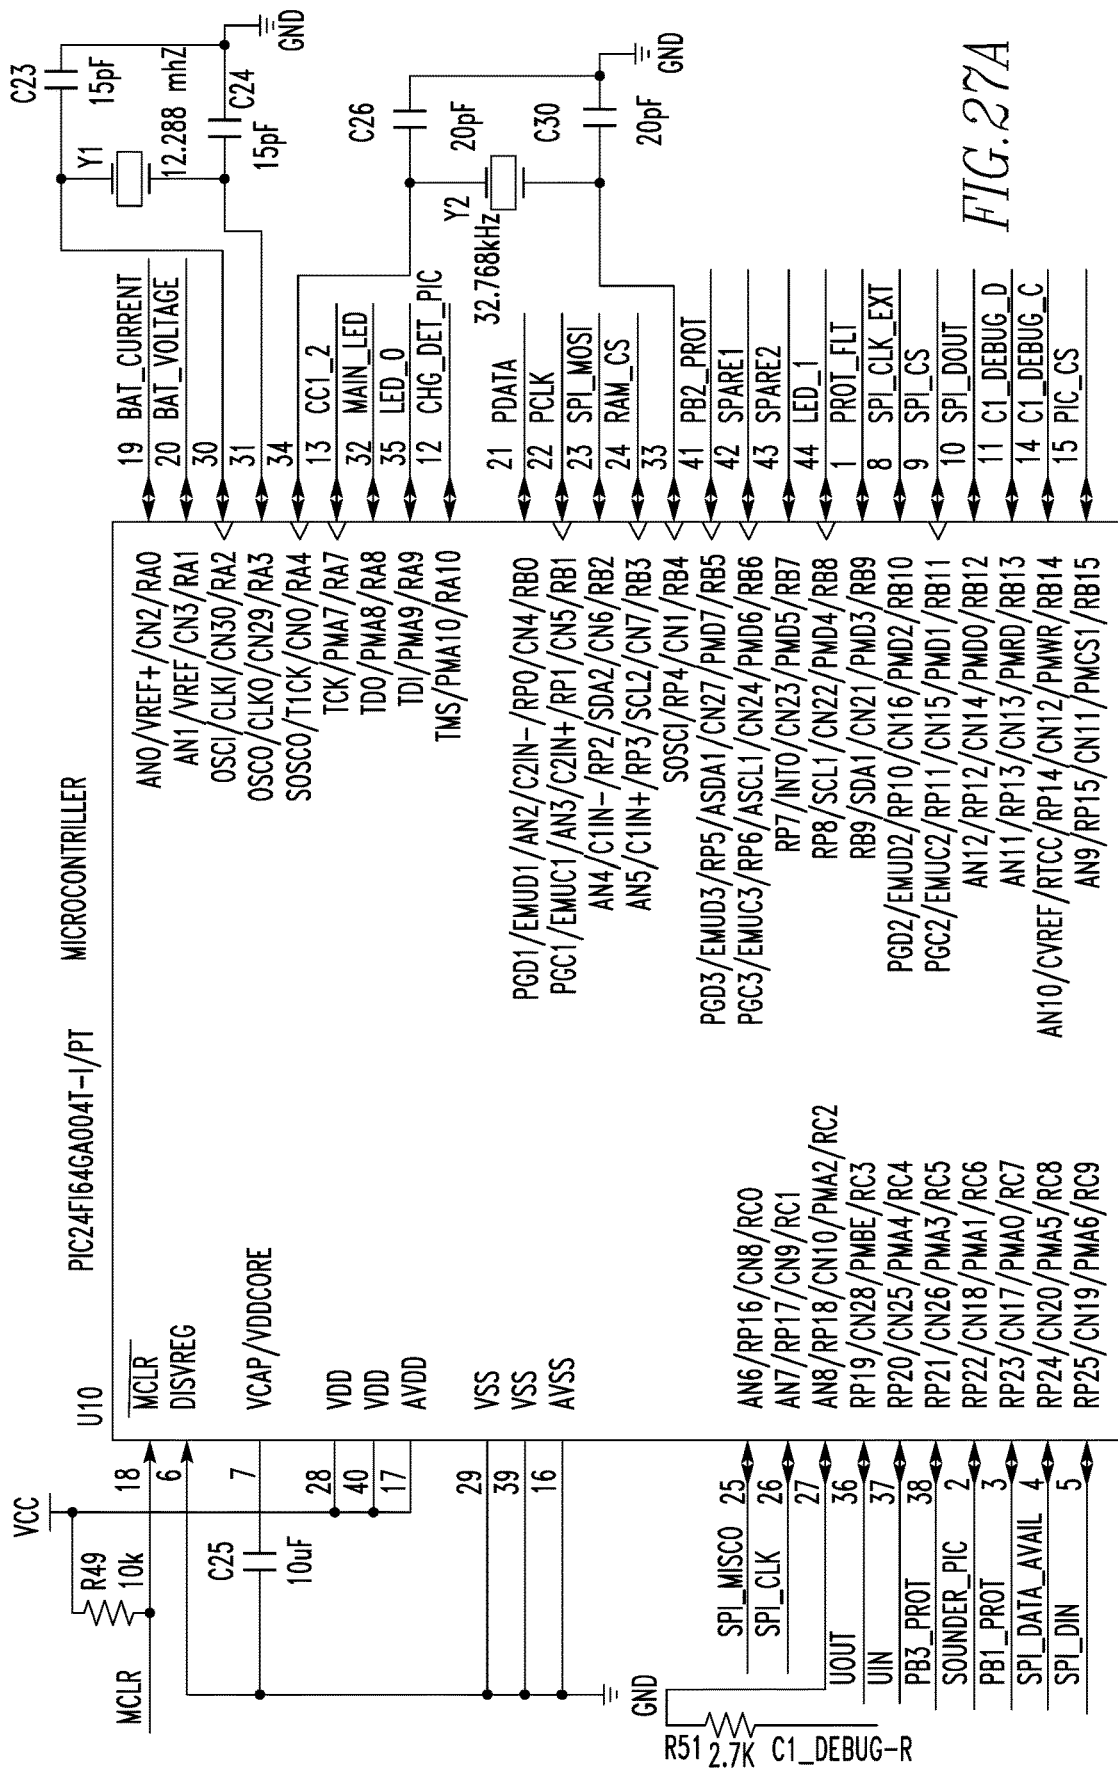 VCC
R49
10k
MCLR
18
6
C25
10uF
7
28
40
17
29
39
16
GND
U10
PIC24FI64GA004T-I/PT
MICROCONTRILLER
MCLR
DISVREG
VCAP/VDDCORE
VDD
VDD
AVDD
VSS
VSS
AVSS
SPI_MISCO 25
SPI_CLK 26
27
UOUT 36
UIN 37
PB3_PROT 38
SOUNDER_PIC 2
PB1_PROT 3
SPI_DATA_AVAIL 4
SPI_DIN 5
R51
2.7K
C1_DEBUG-R
AN6/RP16/CN8/RC0
AN7/RP17/CN9/RC1
AN8/RP18/CN10/PMA2/RC2
RP19/CN28/PMBE/RC3
RP20/CN25/PMA4/RC4
RP21/CN26/PMA3/RC5
RP22/CN18/PMA1/RC6
RP23/CN17/PMA0/RC7
RP24/CN20/PMA5/RC8
RP25/CN19/PMA6/RC9
AN0/VREF+/CN2/RA0
AN1/VREF/CN3/RA1
OSCI/CLKI/CN30/RA2
OSCO/CLKO/CN29/RA3
SOSCO/T1CK/CN0/RA4
TCK/PMA7/RA7
TDO/PMA8/RA8
TDI/PMA9/RA9
TMS/PMA10/RA10
PGD1/EMUD1/AN2/C2IN-/RP0/CN4/RB0
PGC1/EMUC1/AN3/C2IN+/RP1/CN5/RB1
AN4/C1IN-/RP2/SDA2/CN6/RB2
AN5/C1IN+/RP3/SCL2/CN7/RB3
SOSCI/RP4/CN1/RB4
PGD3/EMUD3/RP5/ASDA1/CN27/PMD7/RB5
PGC3/EMUC3/RP6/ASCL1/CN24/PMD6/RB6
RP7/INTO/CN23/PMD5/RB7
RP8/SCL1/CN22/PMD4/RB8
RB9/SDA1/CN21/PMD3/RB9
PGD2/EMUD2/RP10/CN16/PMD2/RB10
PGC2/EMUC2/RP11/CN15/PMD1/RB11
AN12/RP12/CN14/PMD0/RB12
AN11/RP13/CN13/PMRD/RB13
AN10/CVREF/RTCC/RP14/CN12/PMWR/RB14
AN9/RP15/CN11/PMCS1/RB15
19 BAT_CURRENT
20 BAT_VOLTAGE
30
31
34
13 CC1_2
32 MAIN_LED
35 LED_0
12 CHG_DET_PIC
21 PDATA
22 PCLK
23 SPI_MOSI
24 RAM_CS
33
41 PB2_PROT
42 SPARE1
43 SPARE2
44 LED_1
1 PROT_FLT
8 SPI_CLK_EXT
9 SPI_CS
10 SPI_DOUT
11 C1_DEBUG_D
14 C1_DEBUG_C
15 PIC_CS
C23
15pF
Y1
12.288 mhZ
C24
15pF
GND
C26
20pF
Y2
32.768kHz
C30
20pF
GND
FIG.27A